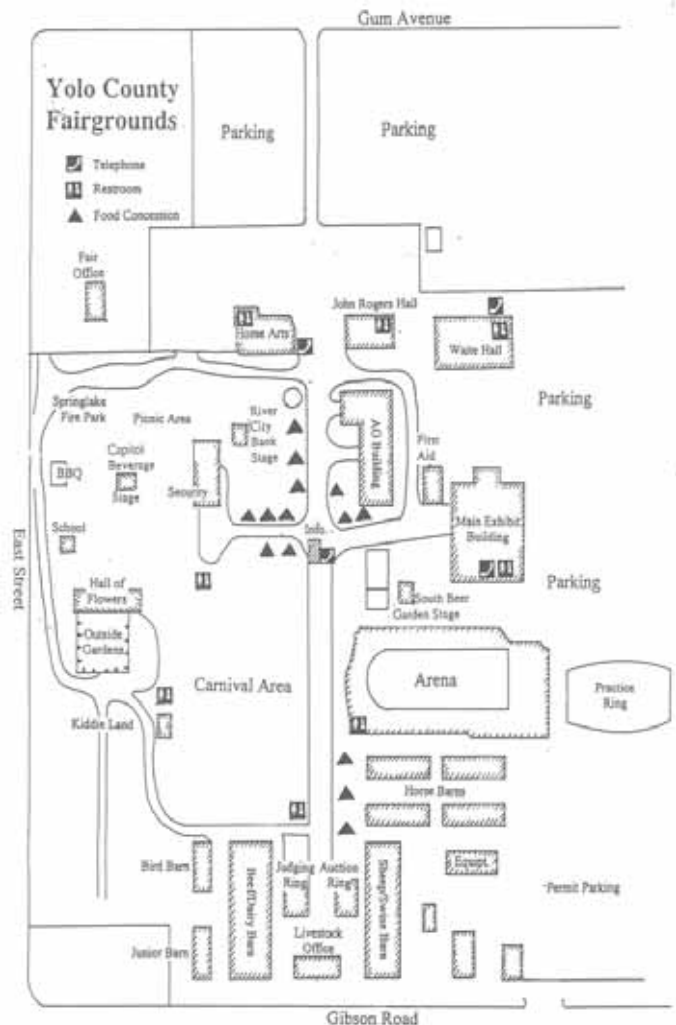 Gum Avenue
Yolo County
Fairgrounds
Telephone
Restroom
Food Concession
Parking
Parking
Fair
Office
Home Arts
John Rogers Hall
Waite Hall
Springlake
Fire Park
Picnic Area
River
City
Bank
Stage
AO Building
First
Aid
Parking
Capitol
Beverage
Stage
BBQ
Security
Main Exhibit
Building
School
Info.
East Street
Hall of
Flowers
Outside
Gardens
South Beer
Garden Stage
Parking
Carnival Area
Arena
Practice
Ring
Kiddie Land
Horse Barns
Bird Barn
Beef/Dairy Barn
Judging
Ring
Auction
Ring
Sheep/Swine Barn
Equipt.
Permit Parking
Junior Barn
Livestock
Office
Gibson Road